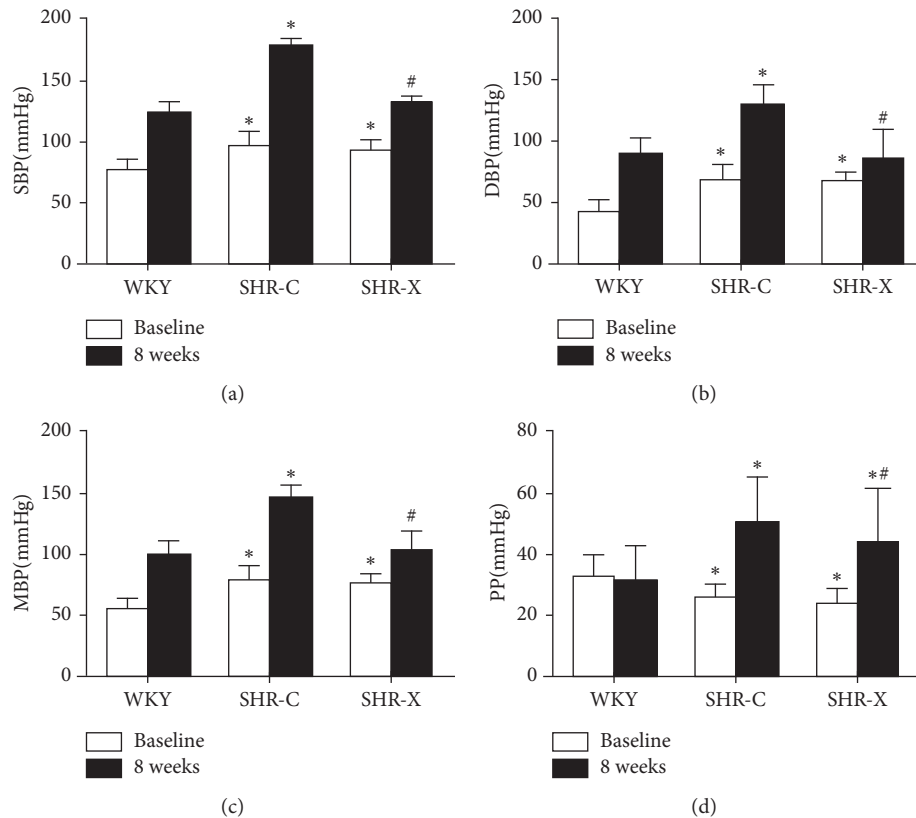 200
150
100
50
0
SBP(mmHg)
*
*
*
#
WKY
SHR-C
SHR-X
Baseline
8 weeks
(a)
200
150
100
50
0
DBP(mmHg)
*
*
*
#
WKY
SHR-C
SHR-X
Baseline
8 weeks
(b)
200
150
100
50
0
MBP(mmHg)
*
*
*
#
WKY
SHR-C
SHR-X
Baseline
8 weeks
(c)
80
60
40
20
0
PP(mmHg)
*
*
*
*#
WKY
SHR-C
SHR-X
Baseline
8 weeks
(d)